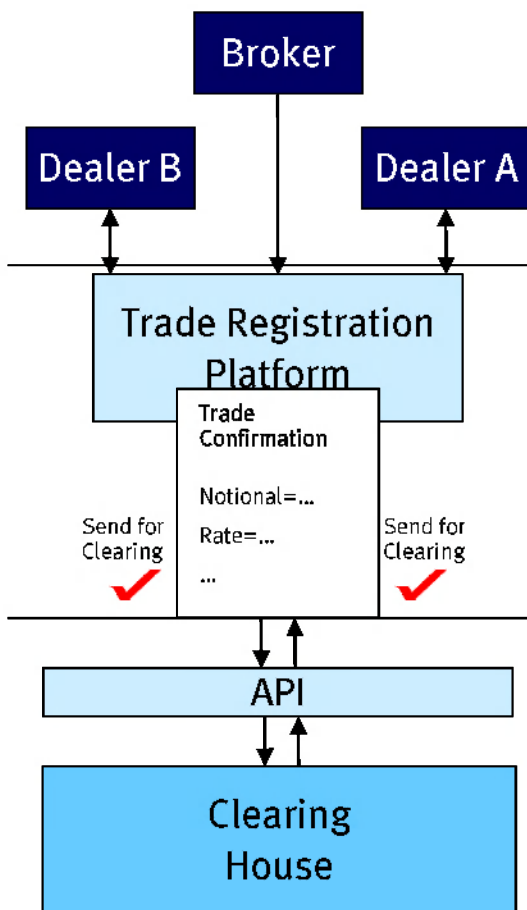 Broker
Dealer B
Dealer A
Trade Registration
Platform
Trade
Confirmation
Notional=...
Rate=...
...
Send for
Clearing
Send for
Clearing
API
Clearing
House